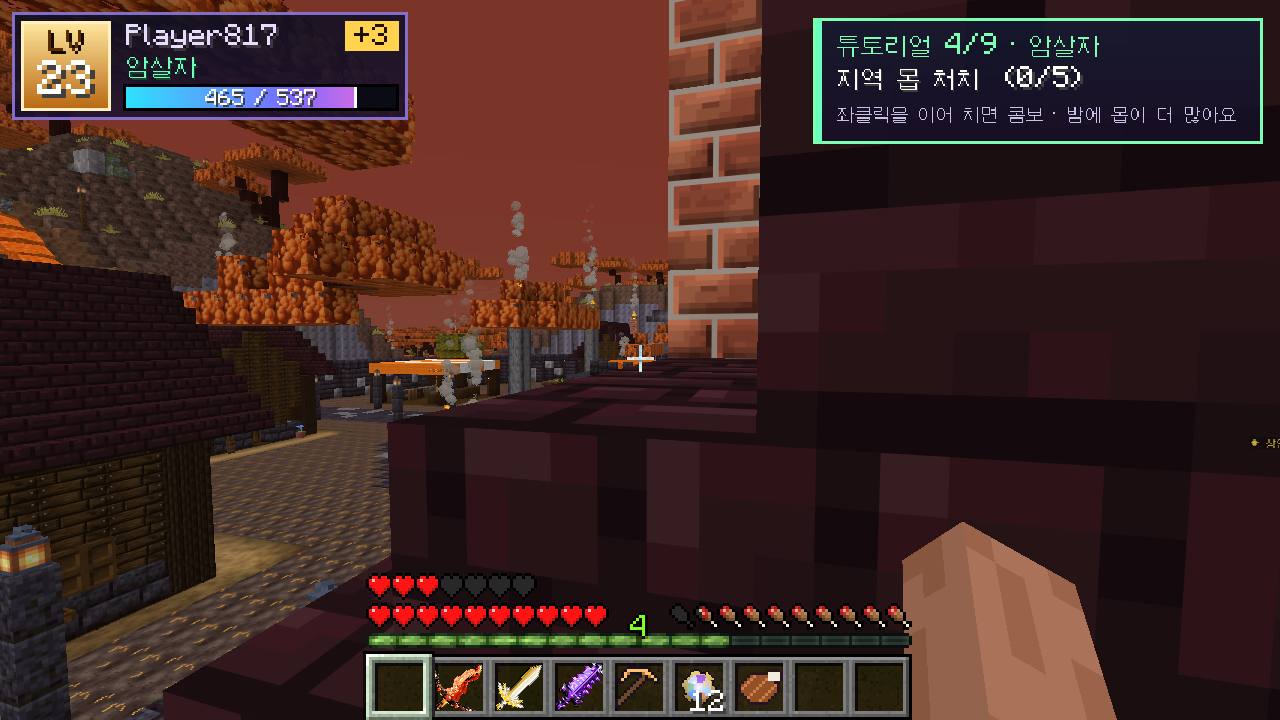 LV
23
Player817
+3
암살자
465 / 537
튜토리얼 4/9 · 암살자
지역 몹 처치 (0/5)
좌클릭을 이어 치면 콤보 · 밤에 몹이 더 많아요
4
12